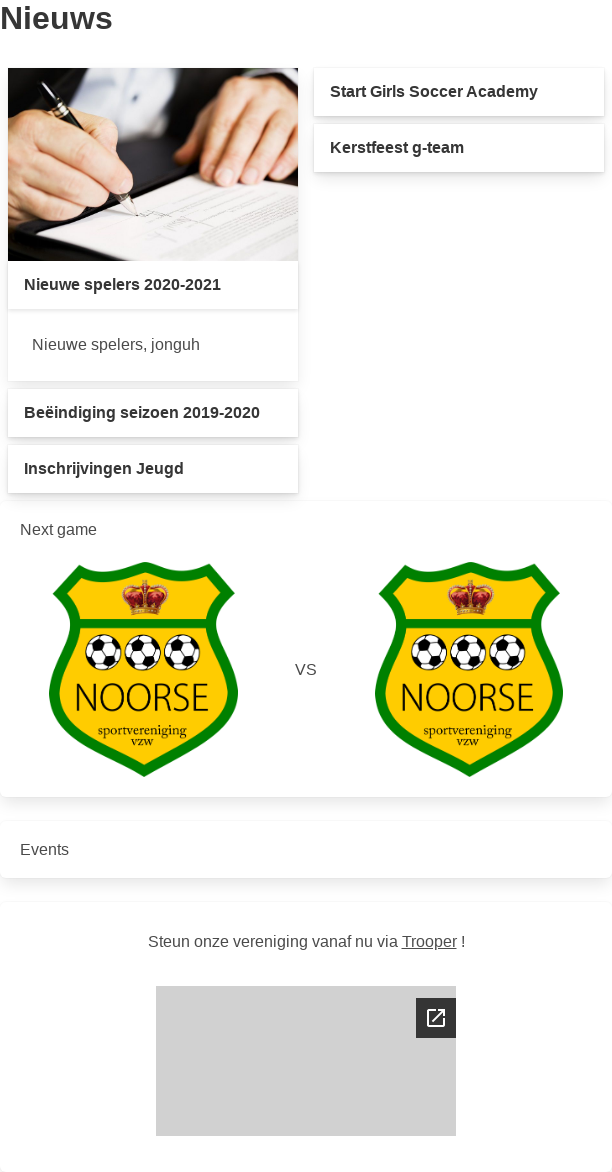 Nieuws
Nieuwe spelers 2020-2021
Nieuwe spelers, jonguh
Beëindiging seizoen 2019-2020
Inschrijvingen Jeugd
Start Girls Soccer Academy
Kerstfeest g-team
Next game
NOORSE
sportvereniging
vzw
VS
NOORSE
sportvereniging
vzw
Events
Steun onze vereniging vanaf nu via Trooper !